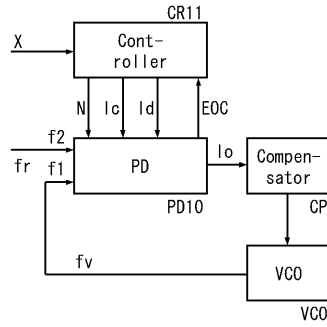 CR11
X
Cont-
roller
N
Ic
Id
EOC
f2
fr
f1
PD
Io
Compen-
sator
PD10
CP
fv
VCO
VCO